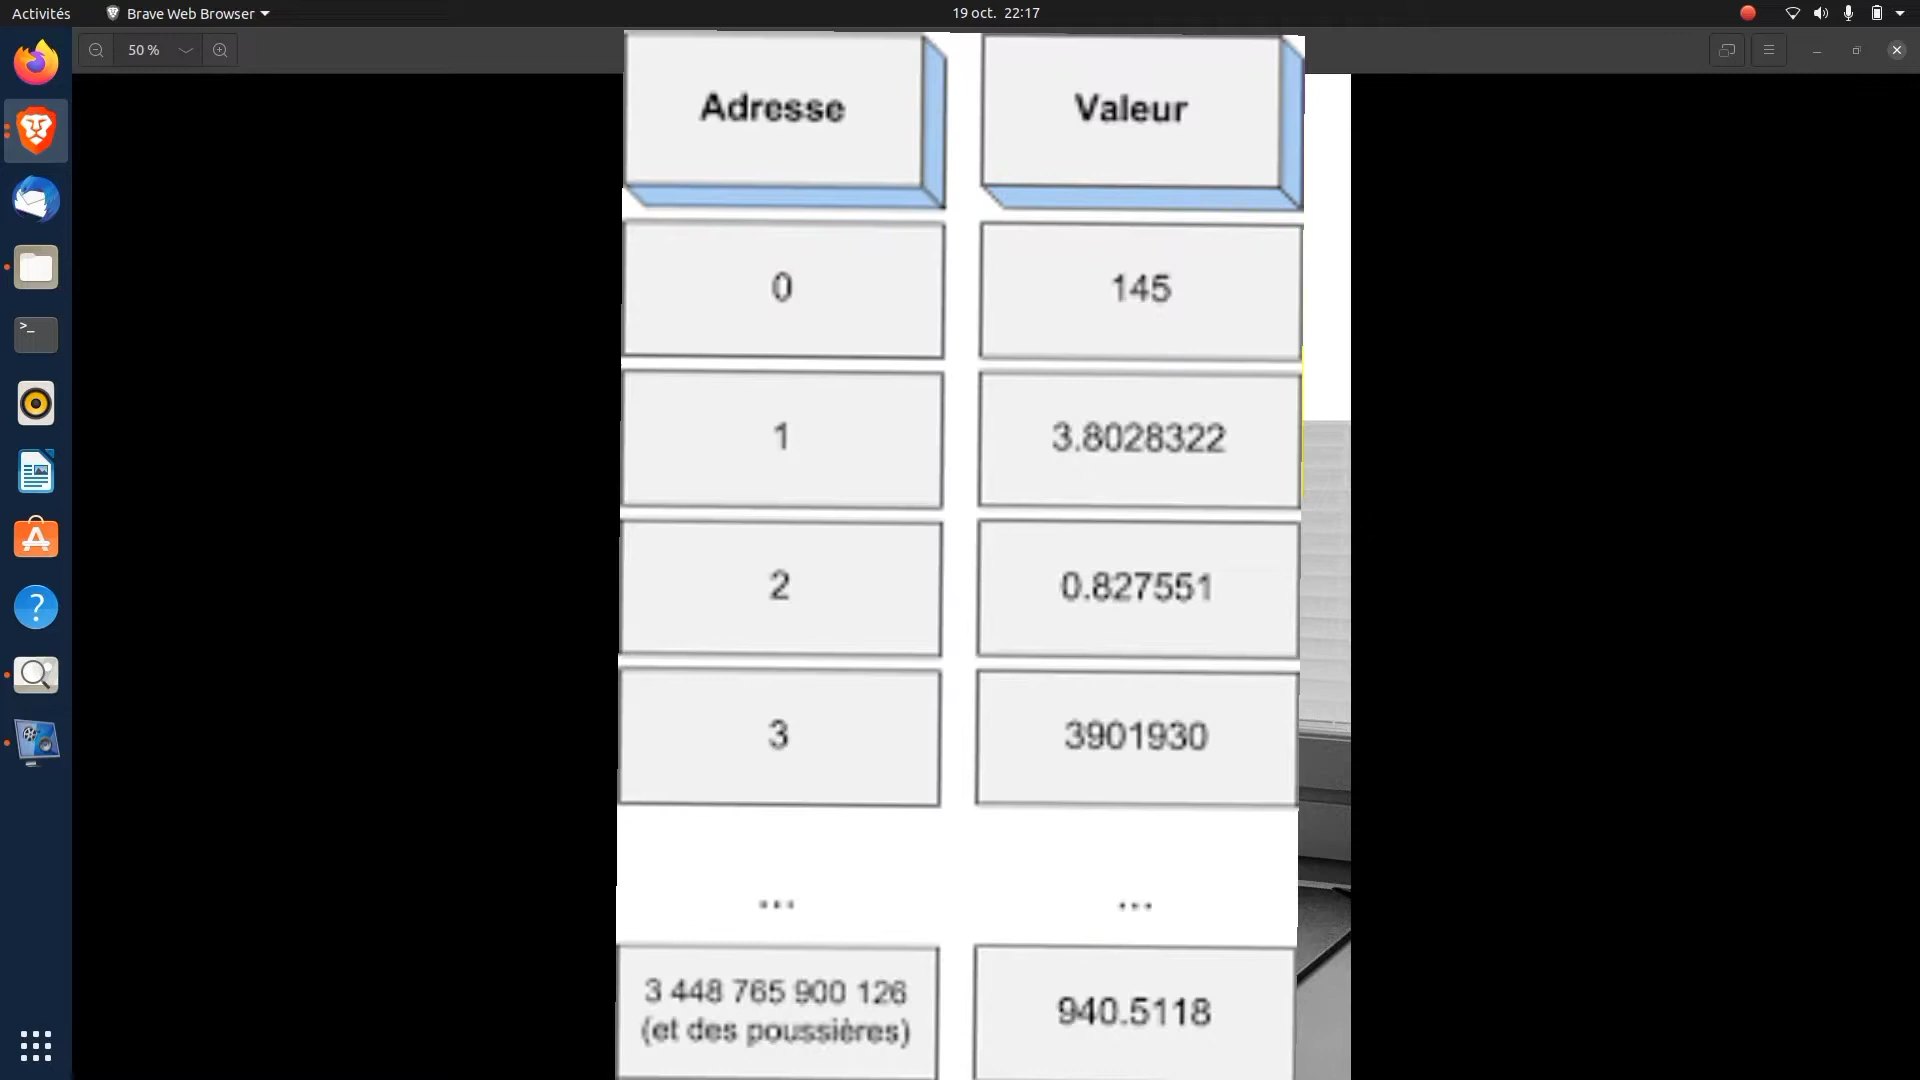 Activités Brave Web Browser 19 oct. 22:17
50 %
Adresse Valeur
0 145
1 3.8028322
2 0.827551
3 3901930
... ...
3 448 765 900 126
(et des poussières) 940.5118